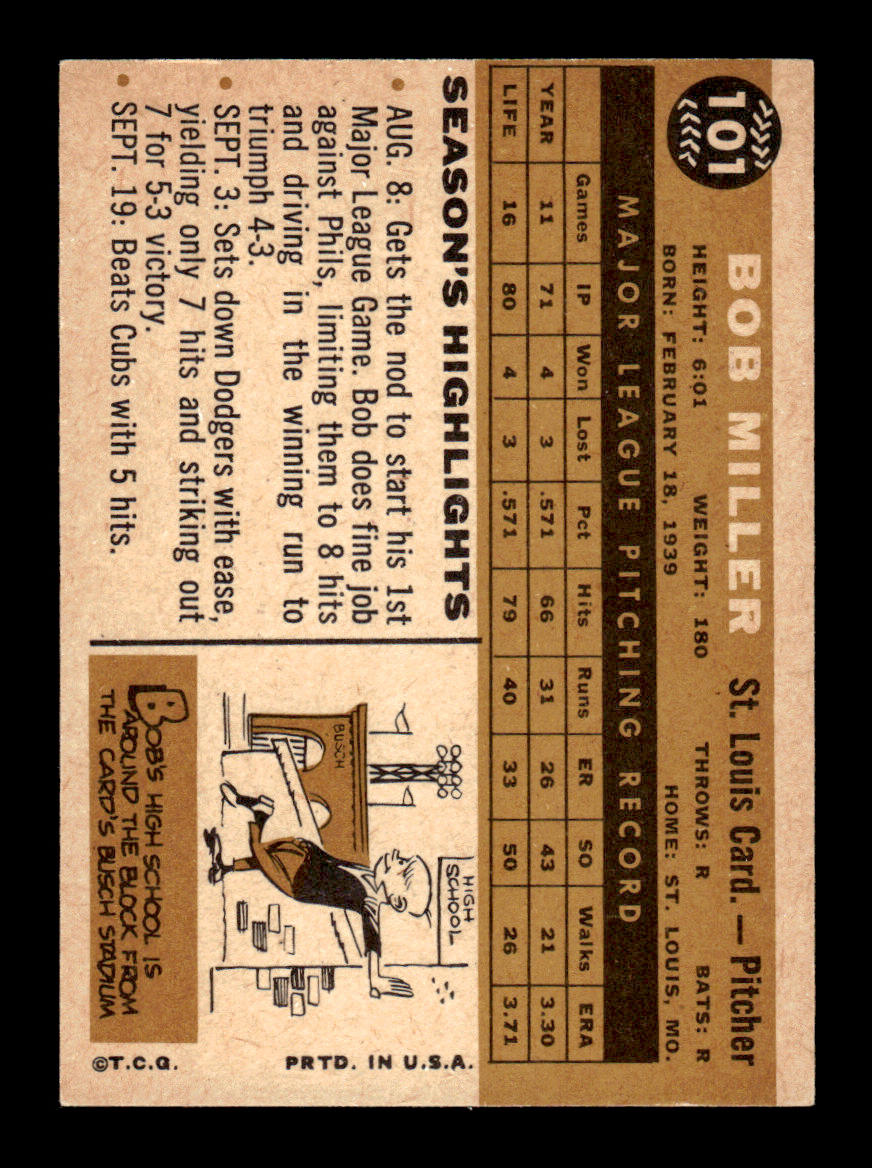 101
BOB MILLER St. Louis Card. — Pitcher
HEIGHT: 6:01 WEIGHT: 180 THROWS: R BATS: R
BORN: FEBRUARY 18, 1939 HOME: ST. LOUIS, MO.
MAJOR LEAGUE PITCHING RECORD
Games IP Won Lost Pct Hits Runs ER SO Walks ERA
YEAR 11 71 4 3 .571 66 31 26 43 21 3.30
LIFE 16 80 4 3 .571 79 40 33 50 26 3.71
SEASON'S HIGHLIGHTS
• AUG. 8: Gets the nod to start his 1st
Major League Game. Bob does fine job
against Phils, limiting them to 8 hits
and driving in the winning run to
triumph 4-3.
• SEPT. 3: Sets down Dodgers with ease,
yielding only 7 hits and striking out
7 for 5-3 victory.
• SEPT. 19: Beats Cubs with 5 hits.
HIGH
SCHOOL
BUSCH
BOB'S HIGH SCHOOL IS
AROUND THE BLOCK FROM
THE CARD'S BUSCH STADIUM
©T.C.G. PRTD. IN U.S.A.